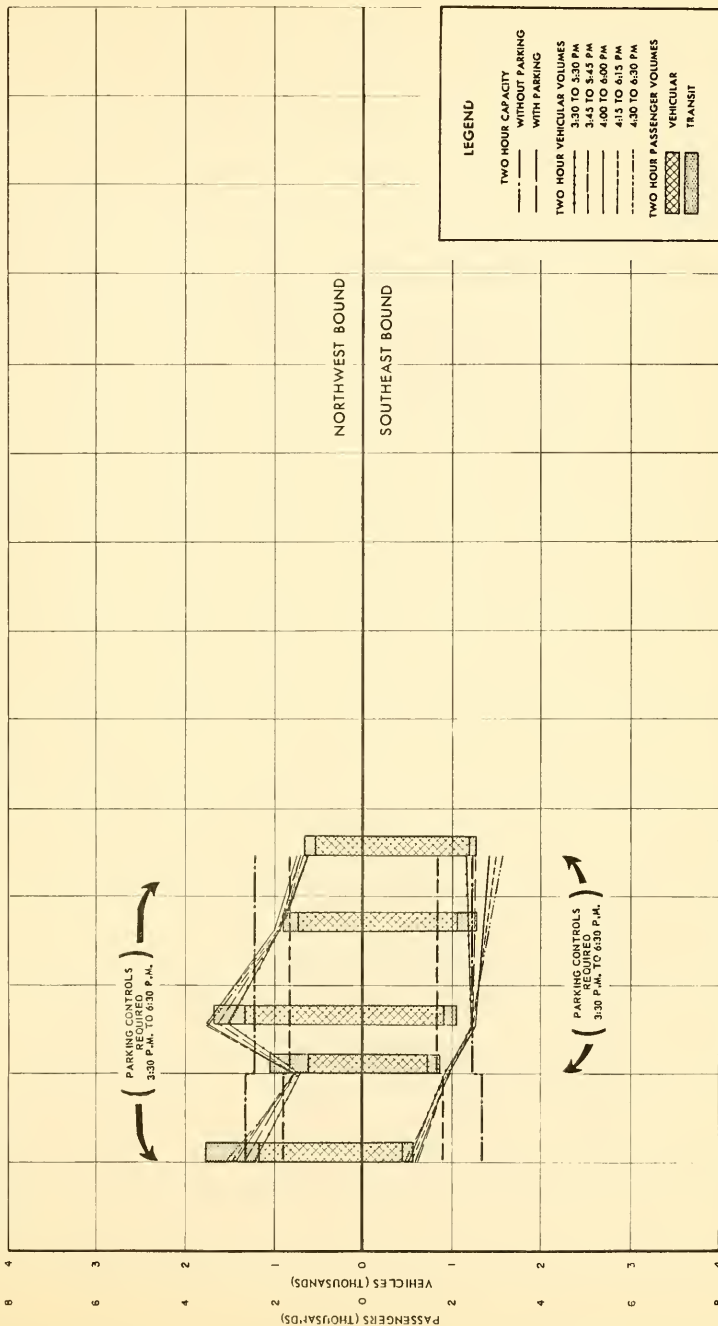 8 4
6 3
4 2
2 1
0 0
2 1
4 2
6 3
8 4
PASSENGERS (THOUSANDS)
VEHICLES (THOUSANDS)
( PARKING CONTROLS
REQUIRED
3:30 P.M. TO 6:30 P.M. )
( PARKING CONTROLS
REQUIRED
3:30 P.M. TO 6:30 P.M. )
NORTHWEST BOUND
SOUTHEAST BOUND
LEGEND
TWO HOUR CAPACITY
WITHOUT PARKING
WITH PARKING
TWO HOUR VEHICULAR VOLUMES
3:30 TO 5:30 PM
3:45 TO 5:45 PM
4:00 TO 6:00 PM
4:15 TO 6:15 PM
4:30 TO 6:30 PM
TWO HOUR PASSENGER VOLUMES
VEHICULAR
TRANSIT